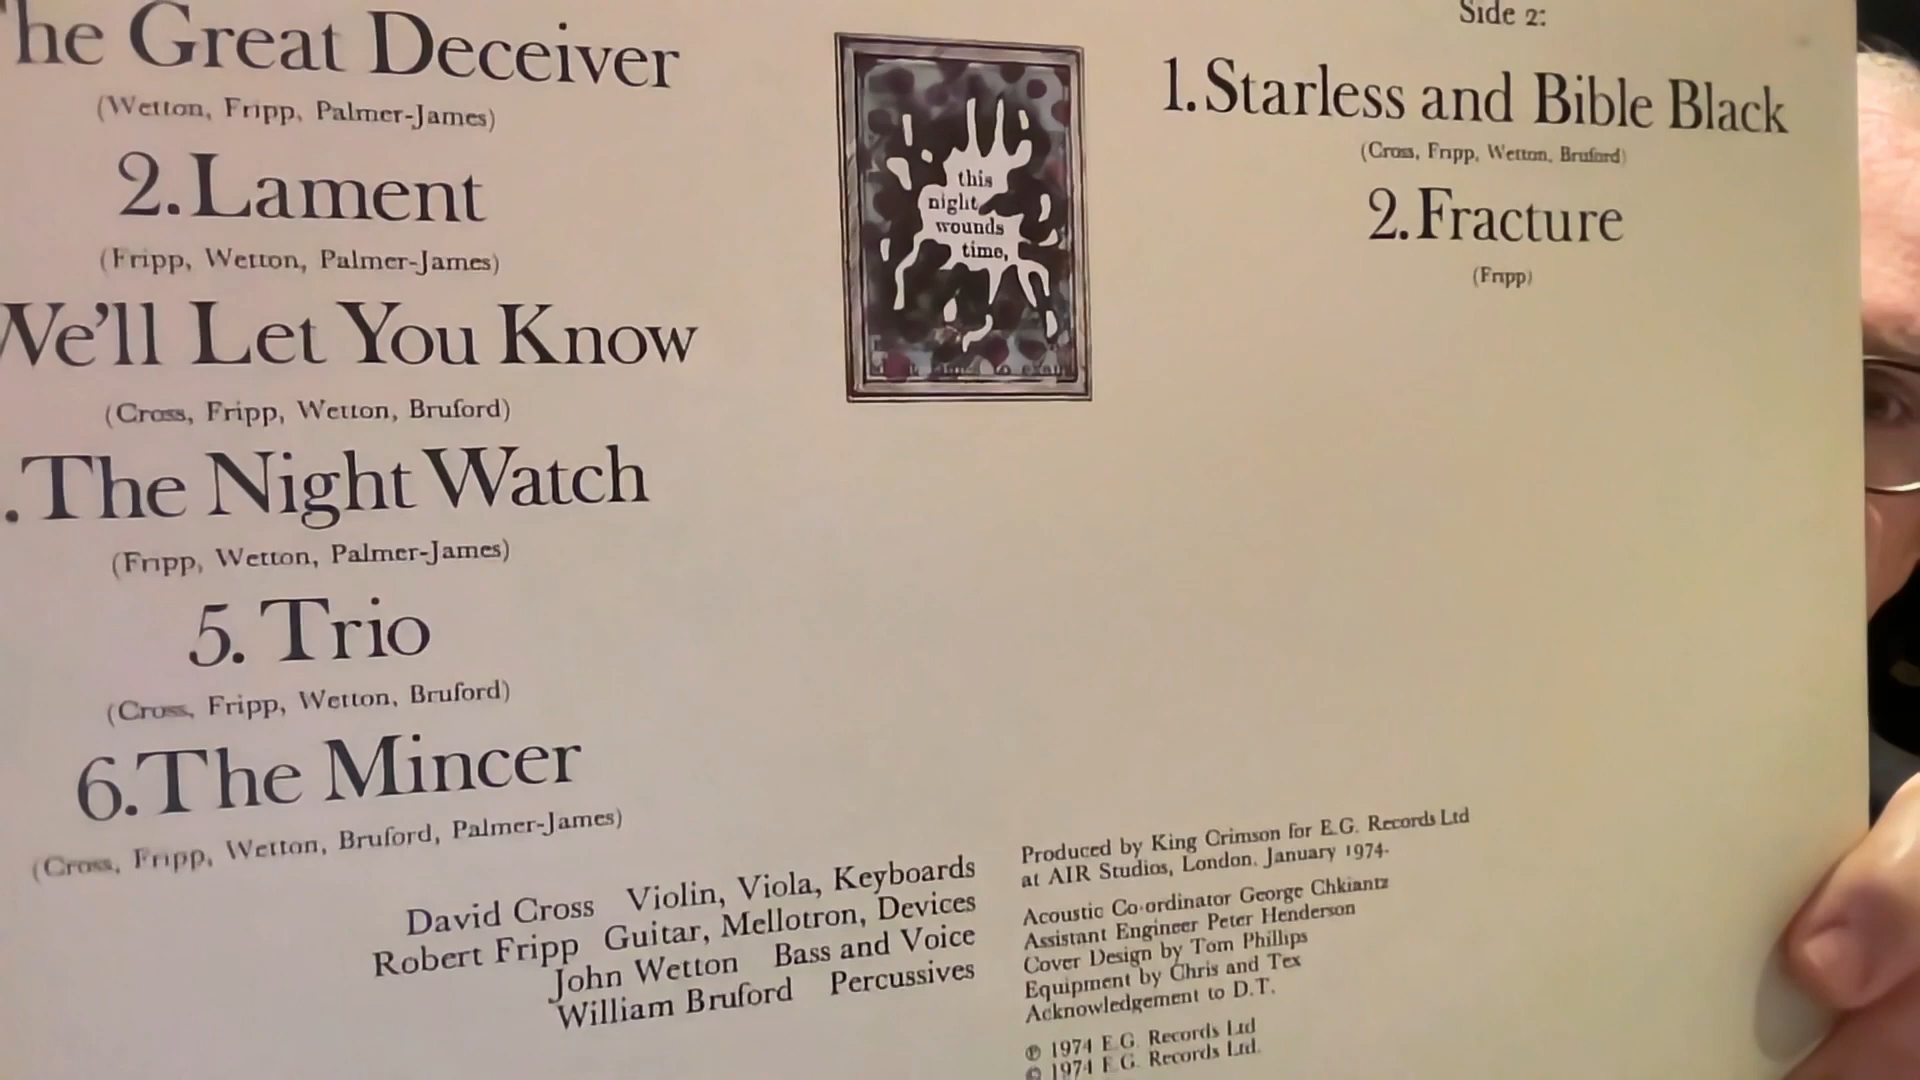 he Great Deceiver
(Wetton, Fripp, Palmer-James)
2. Lament
(Fripp, Wetton, Palmer-James)
We'll Let You Know
(Cross, Fripp, Wetton, Bruford)
. The Night Watch
(Fripp, Wetton, Palmer-James)
5. Trio
(Cross, Fripp, Wetton, Bruford)
6. The Mincer
(Cross, Fripp, Wetton, Bruford, Palmer-James)
this
night
wounds
time,
Side 2:
1. Starless and Bible Black
(Cross, Fripp, Wetton, Bruford)
2. Fracture
(Fripp)
David Cross Violin, Viola, Keyboards
Robert Fripp Guitar, Mellotron, Devices
John Wetton Bass and Voice
William Bruford Percussives
Produced by King Crimson for E.G. Records Ltd
at AIR Studios, London. January 1974.
Acoustic Co-ordinator George Chkiantz
Assistant Engineer Peter Henderson
Cover Design by Tom Phillips
Equipment by Chris and Tex
Acknowledgement to D.T.
℗ 1974 E.G. Records Ltd
© 1974 E.G. Records Ltd.